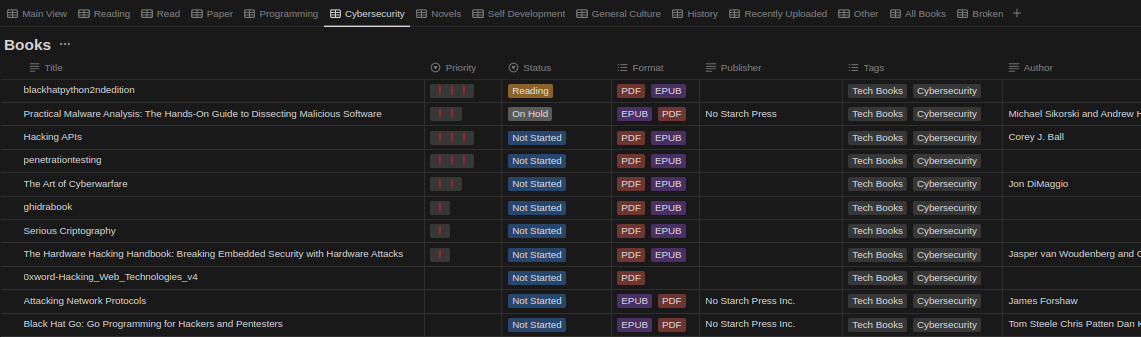 Main View Reading Read Paper Programming Cybersecurity Novels Self Development General Culture History Recently Uploaded Other All Books Broken +
Books ...
Title Priority Status Format Publisher Tags Author
blackhatpython2ndedition ❗❗❗ Reading PDF EPUB Tech Books Cybersecurity
Practical Malware Analysis: The Hands-On Guide to Dissecting Malicious Software ❗❗ On Hold EPUB PDF No Starch Press Tech Books Cybersecurity Michael Sikorski and Andrew H
Hacking APIs ❗❗❗ Not Started PDF EPUB Tech Books Cybersecurity Corey J. Ball
penetrationtesting ❗❗❗ Not Started PDF EPUB Tech Books Cybersecurity
The Art of Cyberwarfare ❗❗ Not Started PDF EPUB Tech Books Cybersecurity Jon DiMaggio
ghidrabook ❗ Not Started PDF EPUB Tech Books Cybersecurity
Serious Criptography ❗ Not Started PDF EPUB Tech Books Cybersecurity
The Hardware Hacking Handbook: Breaking Embedded Security with Hardware Attacks ❗ Not Started PDF EPUB Tech Books Cybersecurity Jasper van Woudenberg and
0xword-Hacking_Web_Technologies_v4 Not Started PDF Tech Books Cybersecurity
Attacking Network Protocols Not Started EPUB PDF No Starch Press Inc. Tech Books Cybersecurity James Forshaw
Black Hat Go: Go Programming for Hackers and Pentesters Not Started EPUB PDF No Starch Press Inc. Tech Books Cybersecurity Tom Steele Chris Patten Dan